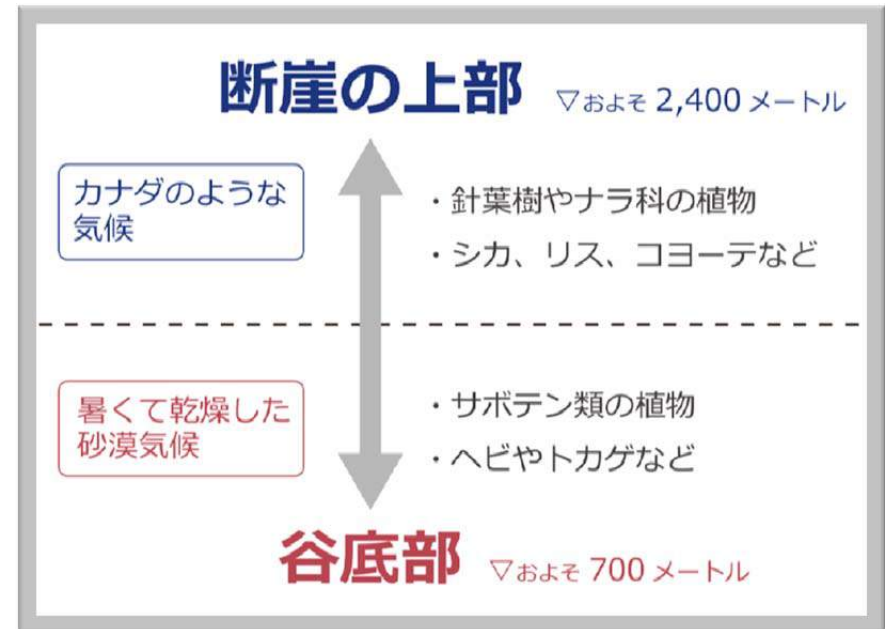 断崖の上部 ▽およそ 2,400 メートル
カナダのような
気候
・針葉樹やナラ科の植物
・シカ、リス、コヨーテなど
暑くて乾燥した
砂漠気候
・サボテン類の植物
・ヘビやトカゲなど
谷底部 ▽およそ 700 メートル